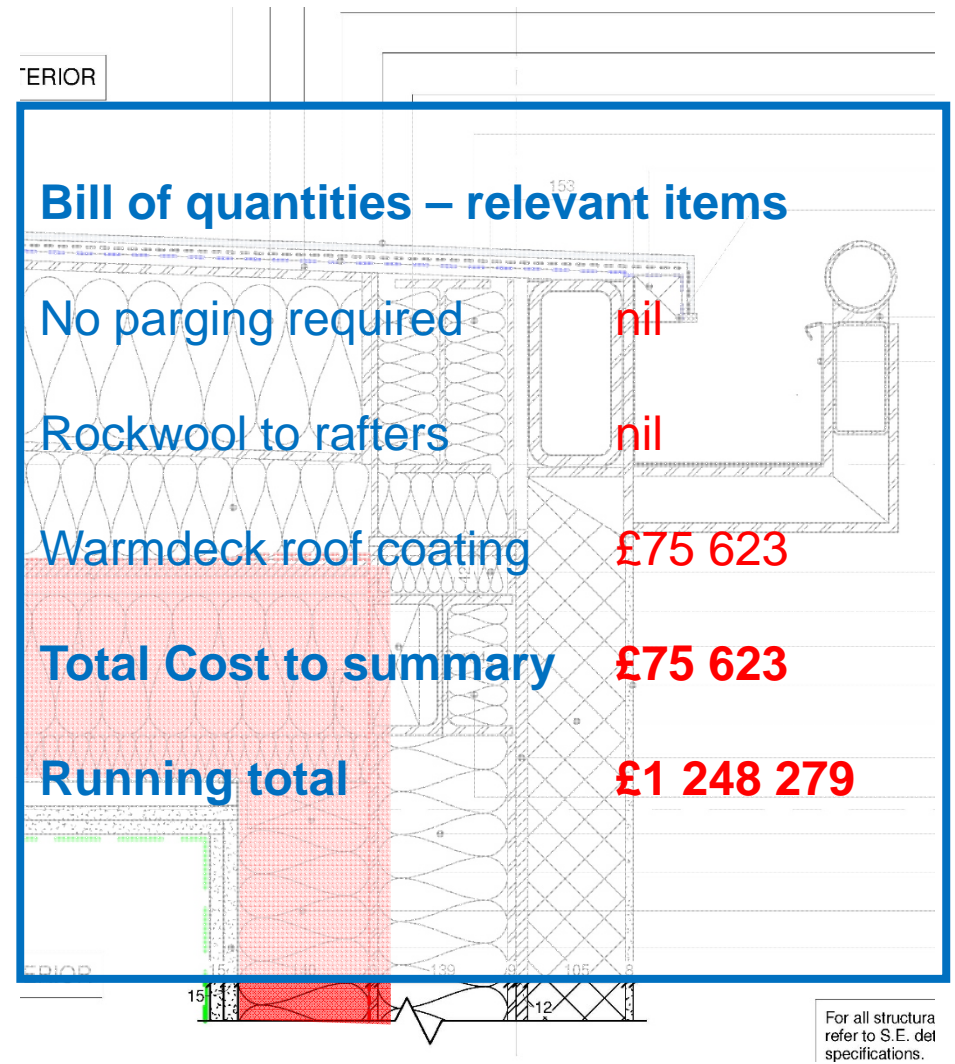 TERIOR
153
Bill of quantities – relevant items
No parging required nil
Rockwool to rafters nil
Warmdeck roof coating £75 623
Total Cost to summary £75 623
Running total £1 248 279
139 9 105 8
15
12
For all structura
refer to S.E. det
specifications.